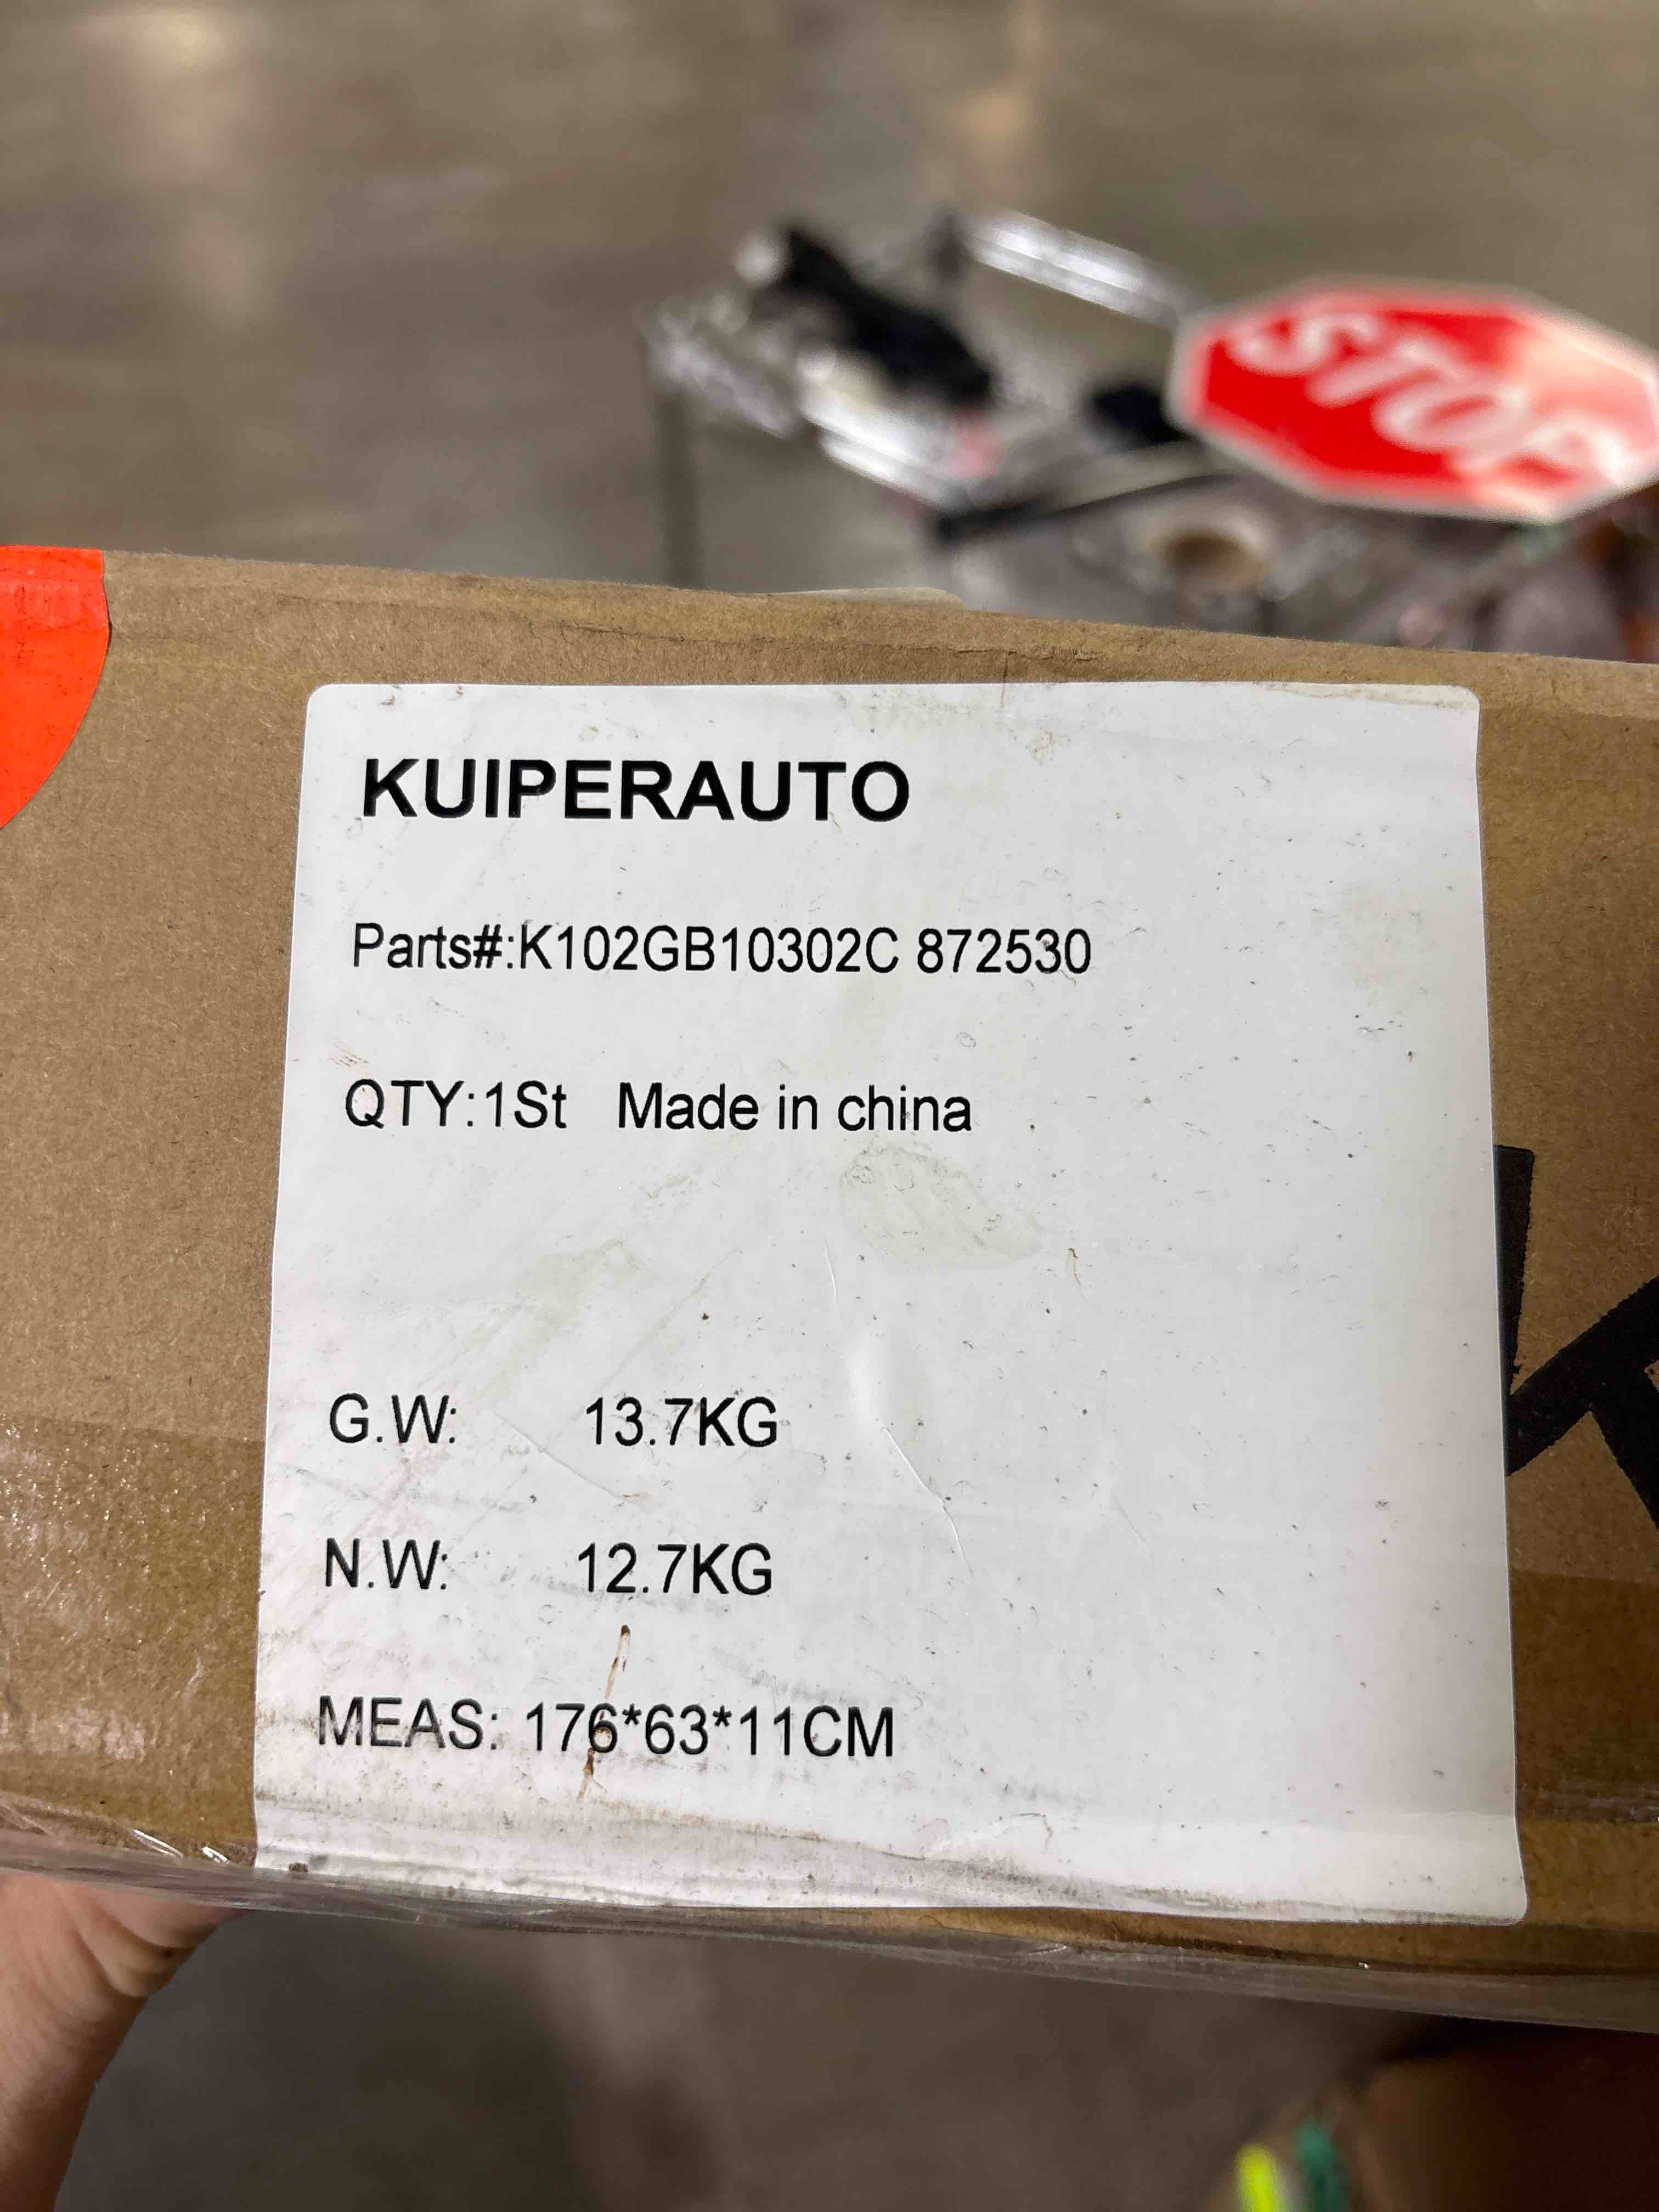 STOP
KUIPERAUTO
Parts#:K102GB10302C 872530
QTY:1St Made in china
G.W: 13.7KG
N.W: 12.7KG
MEAS: 176*63*11CM
K